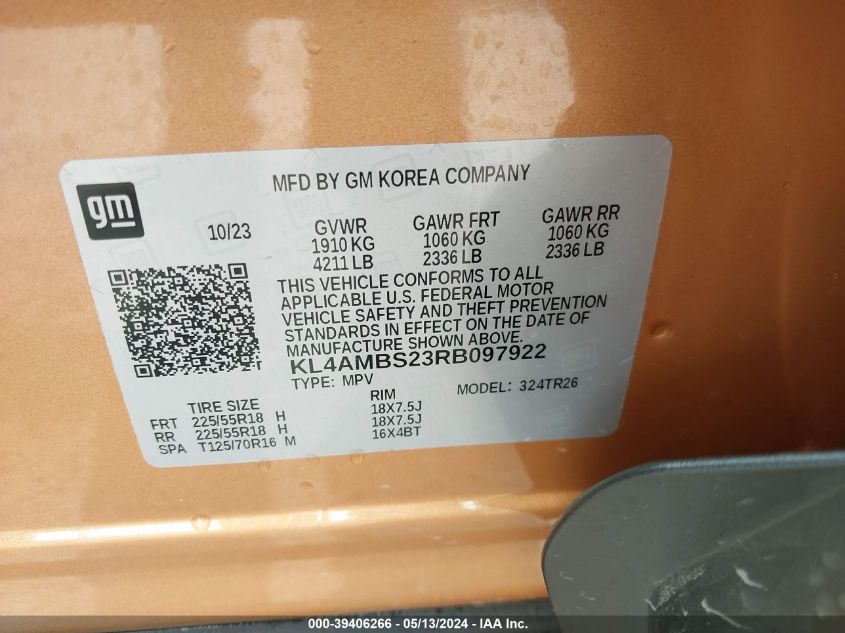 gm
MFD BY GM KOREA COMPANY
10/23
GVWR GAWR FRT GAWR RR
1910 KG 1060 KG 1060 KG
4211 LB 2336 LB 2336 LB
THIS VEHICLE CONFORMS TO ALL
APPLICABLE U.S. FEDERAL MOTOR
VEHICLE SAFETY AND THEFT PREVENTION
STANDARDS IN EFFECT ON THE DATE OF
MANUFACTURE SHOWN ABOVE.
KL4AMBS23RB097922
TYPE: MPV MODEL: 324TR26
TIRE SIZE RIM
FRT 225/55R18 H 18X7.5J
RR 225/55R18 H 18X7.5J
SPA T125/70R16 M 16X4BT
000-39406266 - 05/13/2024 - IAA Inc.